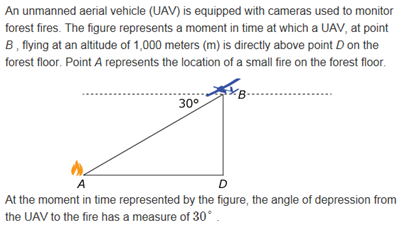 An unmanned aerial vehicle (UAV) is equipped with cameras used to monitor
forest fires. The figure represents a moment in time at which a UAV, at point
B , flying at an altitude of 1,000 meters (m) is directly above point D on the
forest floor. Point A represents the location of a small fire on the forest floor.
30°
B
A
D
At the moment in time represented by the figure, the angle of depression from
the UAV to the fire has a measure of 30° .